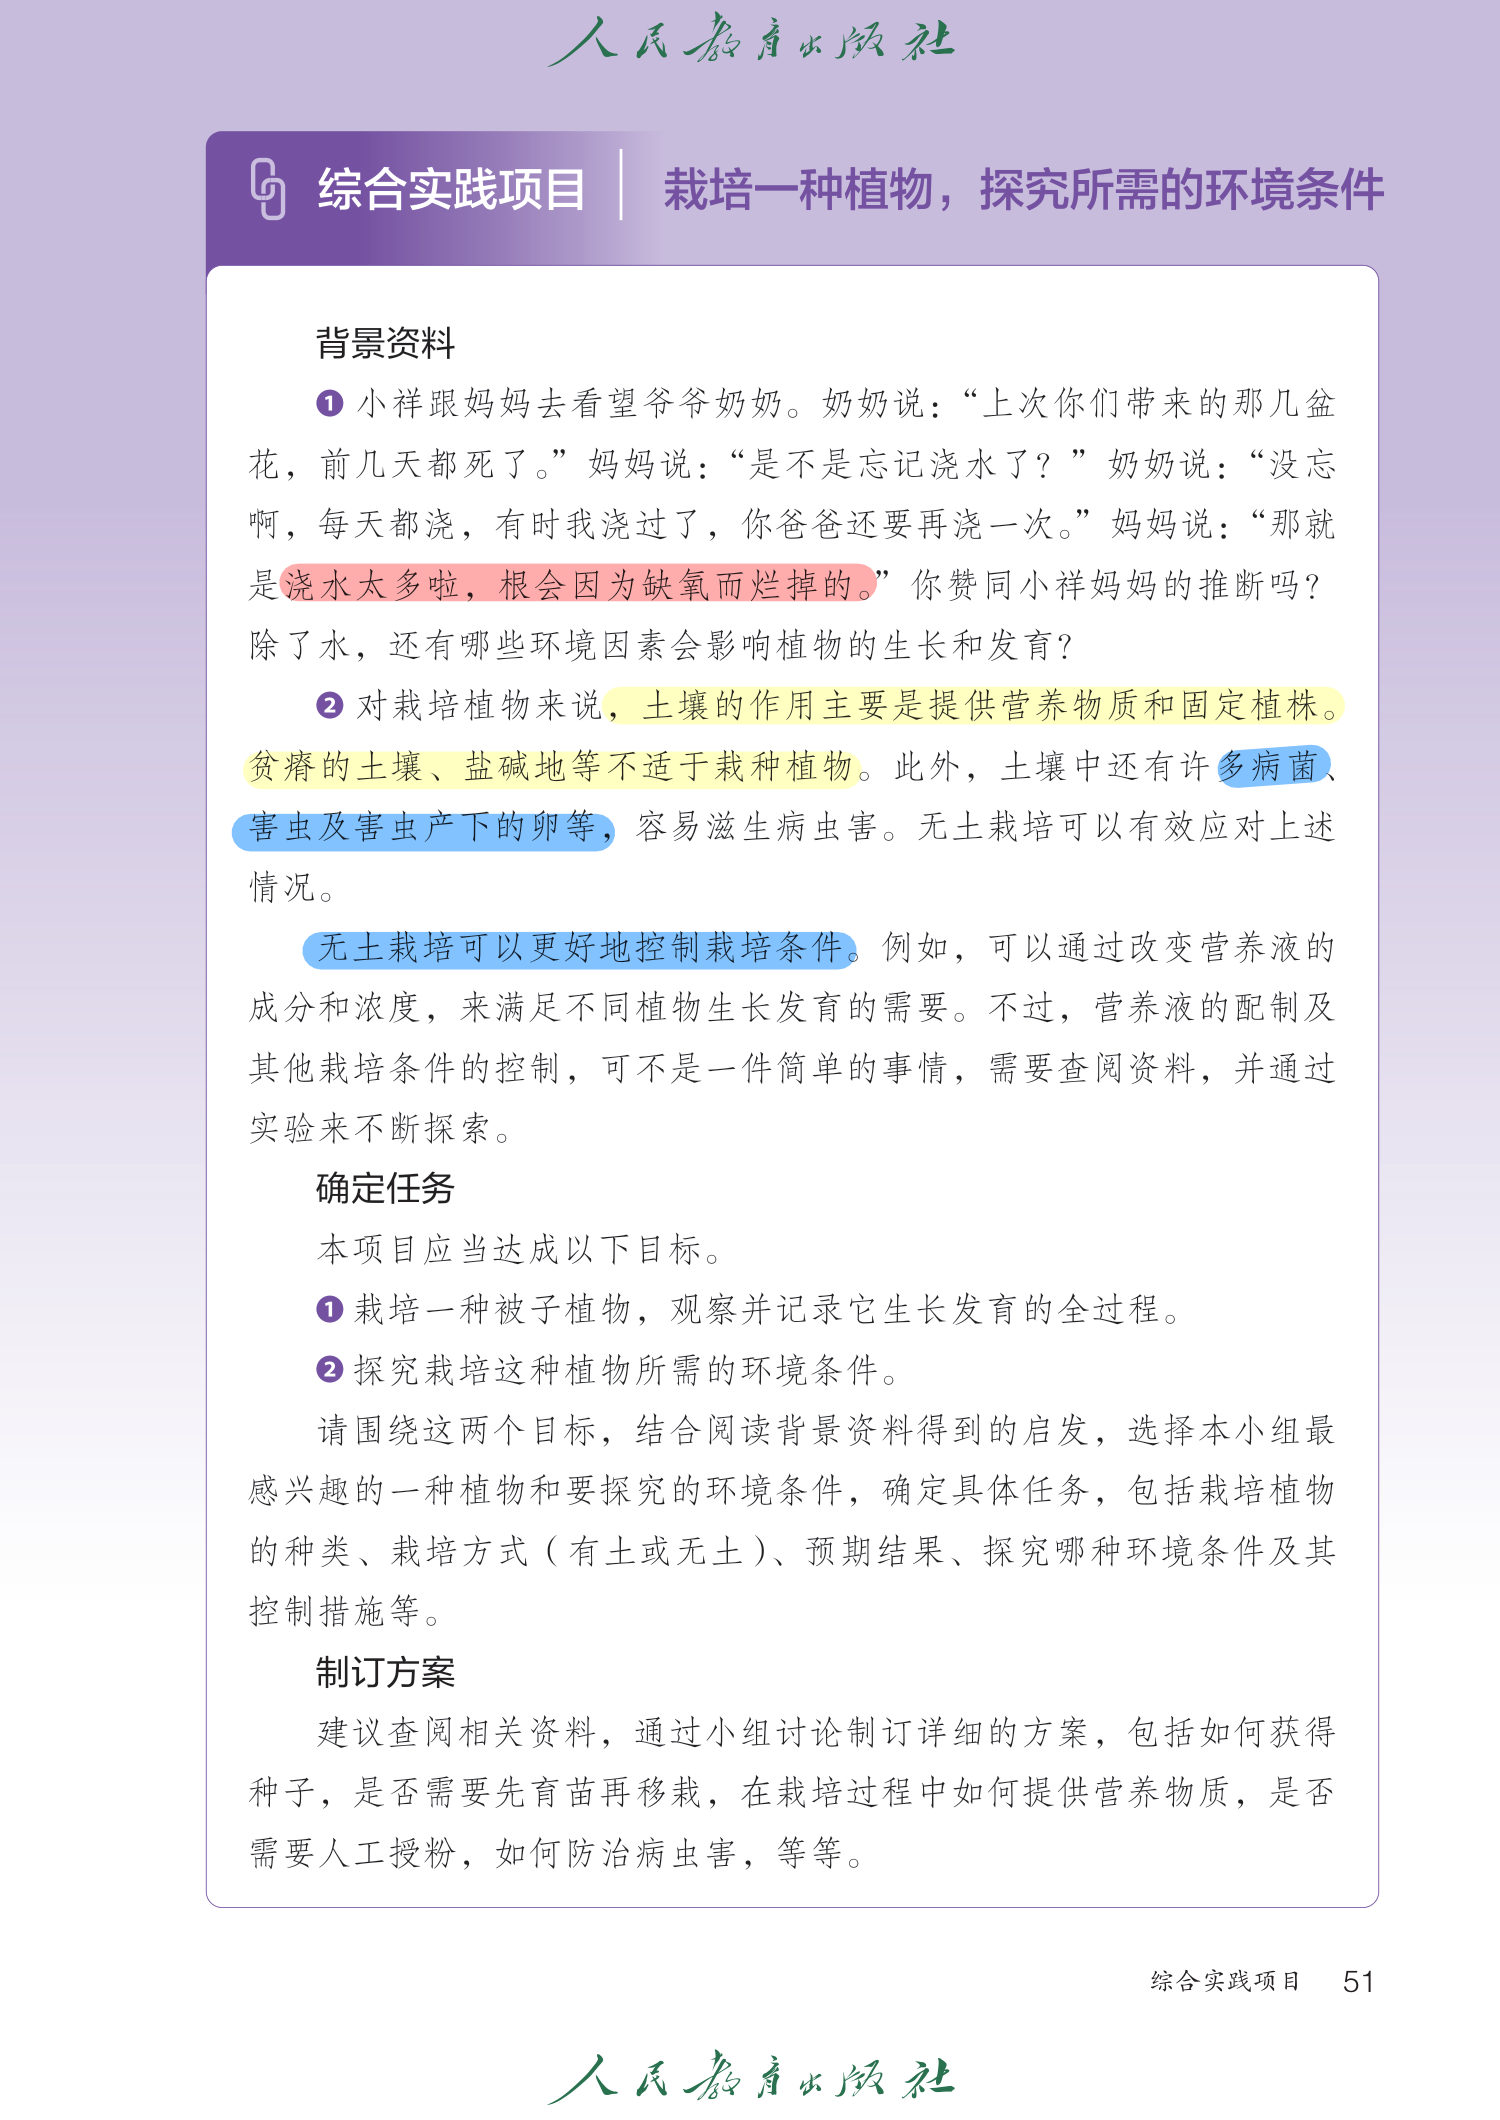 人民教育出版社
综合实践项目 栽培一种植物，探究所需的环境条件
背景资料
❶ 小祥跟妈妈去看望爷爷奶奶。奶奶说：“上次你们带来的那几盆
花，前几天都死了。”妈妈说：“是不是忘记浇水了？”奶奶说：“没忘
啊，每天都浇，有时我浇过了，你爸爸还要再浇一次。”妈妈说：“那就
是浇水太多啦，根会因为缺氧而烂掉的。”你赞同小祥妈妈的推断吗？
除了水，还有哪些环境因素会影响植物的生长和发育？
❷ 对栽培植物来说，土壤的作用主要是提供营养物质和固定植株。
贫瘠的土壤、盐碱地等不适于栽种植物。此外，土壤中还有许多病菌、
害虫及害虫产下的卵等，容易滋生病虫害。无土栽培可以有效应对上述
情况。
无土栽培可以更好地控制栽培条件。例如，可以通过改变营养液的
成分和浓度，来满足不同植物生长发育的需要。不过，营养液的配制及
其他栽培条件的控制，可不是一件简单的事情，需要查阅资料，并通过
实验来不断探索。
确定任务
本项目应当达成以下目标。
❶ 栽培一种被子植物，观察并记录它生长发育的全过程。
❷ 探究栽培这种植物所需的环境条件。
请围绕这两个目标，结合阅读背景资料得到的启发，选择本小组最
感兴趣的一种植物和要探究的环境条件，确定具体任务，包括栽培植物
的种类、栽培方式（有土或无土）、预期结果、探究哪种环境条件及其
控制措施等。
制订方案
建议查阅相关资料，通过小组讨论制订详细的方案，包括如何获得
种子，是否需要先育苗再移栽，在栽培过程中如何提供营养物质，是否
需要人工授粉，如何防治病虫害，等等。
综合实践项目 51
人民教育出版社